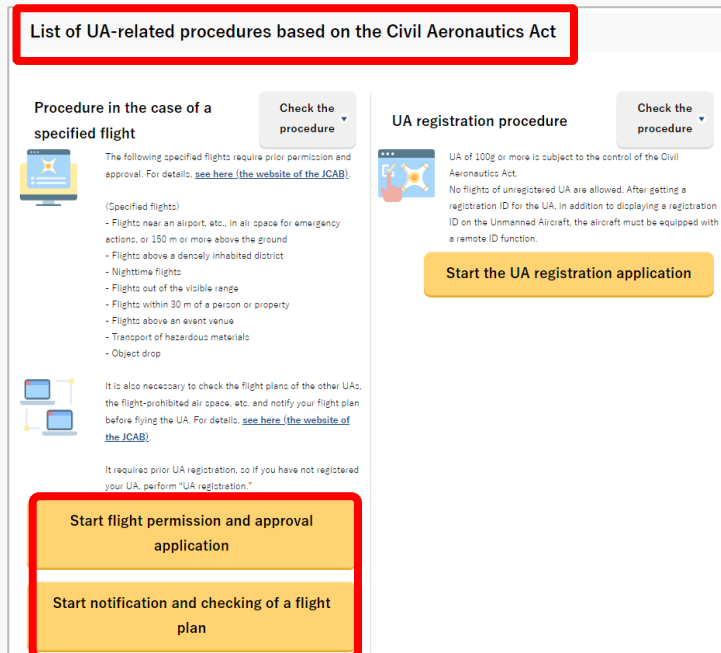 List of UA-related procedures based on the Civil Aeronautics Act
Procedure in the case of a
specified flight
Check the
procedure
The following specified flights require prior permission and
approval. For details, see here (the website of the JCAB).
(Specified flights)
- Flights near an airport, etc., in air space for emergency
actions, or 150 m or more above the ground
- Flights above a densely inhabited district
- Nighttime flights
- Flights out of the visible range
- Flights within 30 m of a person or property
- Flights above an event venue
- Transport of hazardous materials
- Object drop
It is also necessary to check the flight plans of the other UAs,
the flight-prohibited air space, etc. and notify your flight plan
before flying the UA. For details, see here (the website of
the JCAB).
It requires prior UA registration, so if you have not registered
your UA, perform “UA registration.”
Start flight permission and approval
application
Start notification and checking of a flight
plan
UA registration procedure
Check the
procedure
UA of 100g or more is subject to the control of the Civil
Aeronautics Act.
No flights of unregistered UA are allowed. After getting a
registration ID for the UA, in addition to displaying a registration
ID on the Unmanned Aircraft, the aircraft must be equipped with
a remote ID function.
Start the UA registration application